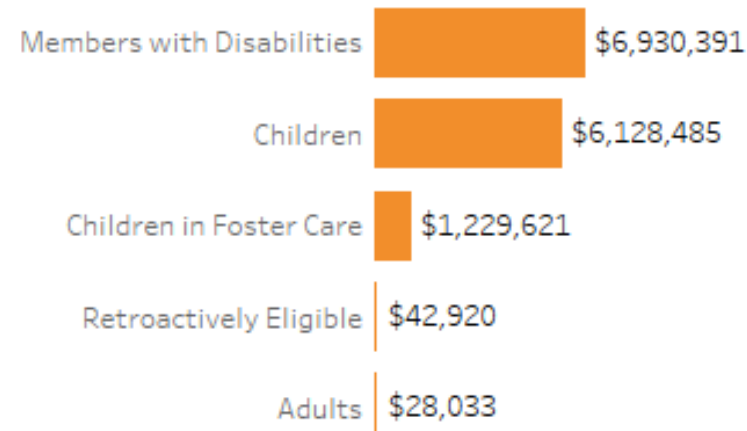 Members with Disabilities $6,930,391
Children $6,128,485
Children in Foster Care $1,229,621
Retroactively Eligible $42,920
Adults $28,033